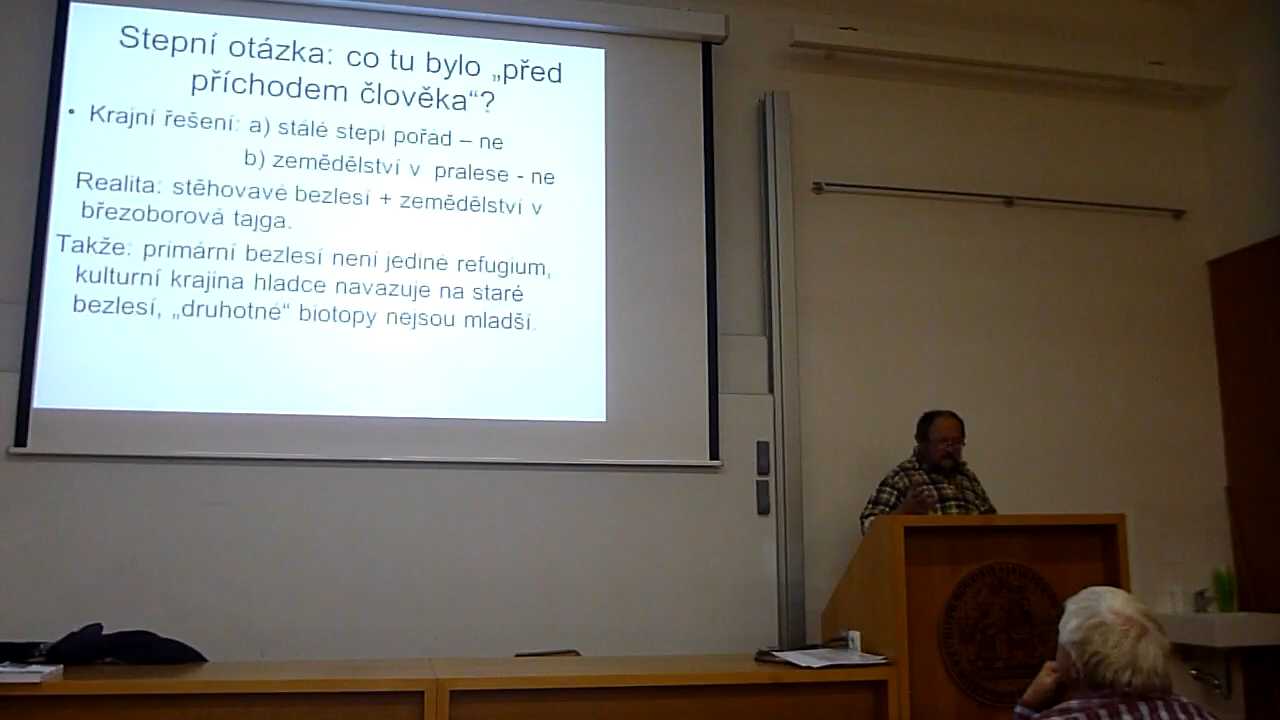 Stepní otázka: co tu bylo „před
příchodem člověka“?
• Krajní řešení: a) stálé stepi pořád – ne
b) zemědělství v pralese - ne
Realita: stěhovavé bezlesí + zemědělství v
březoborová tajga.
Takže: primární bezlesí není jediné refugium,
kulturní krajina hladce navazuje na staré
bezlesí, „druhotné“ biotopy nejsou mladší.